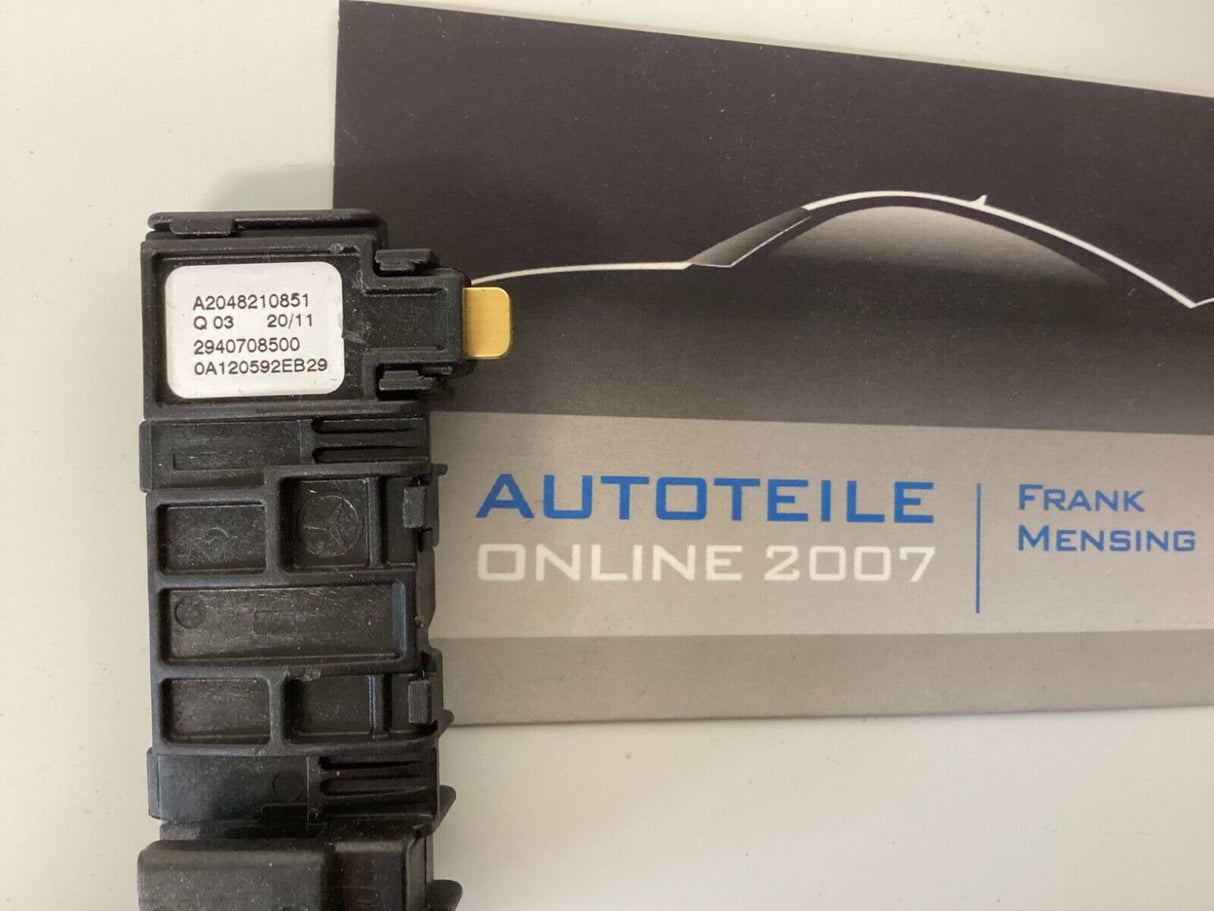 A2048210851
Q 03 20/11
2940708500
0A120592EB29
AUTOTEILE
ONLINE 2007
FRANK
MENSING